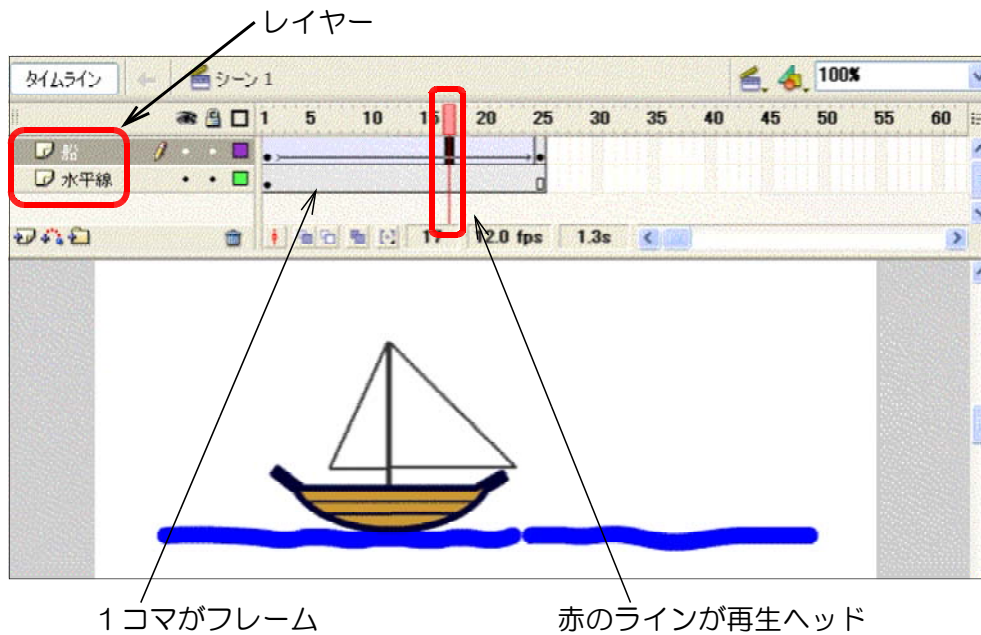 レイヤー
タイムライン シーン 1 100%
1 5 10 15 20 25 30 35 40 45 50 55 60
船
水平線
17 12.0 fps 1.3s
1コマがフレーム 赤のラインが再生ヘッド